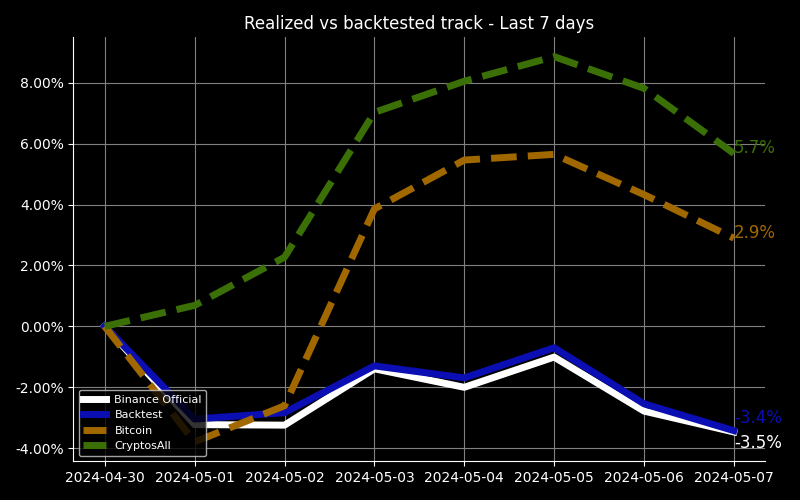 Realized vs backtested track - Last 7 days
8.00%
6.00%
4.00%
2.00%
0.00%
-2.00%
-4.00%
5.7%
2.9%
-3.4%
-3.5%
Binance Official
Backtest
Bitcoin
CryptosAll
2024-04-30 2024-05-01 2024-05-02 2024-05-03 2024-05-04 2024-05-05 2024-05-06 2024-05-07